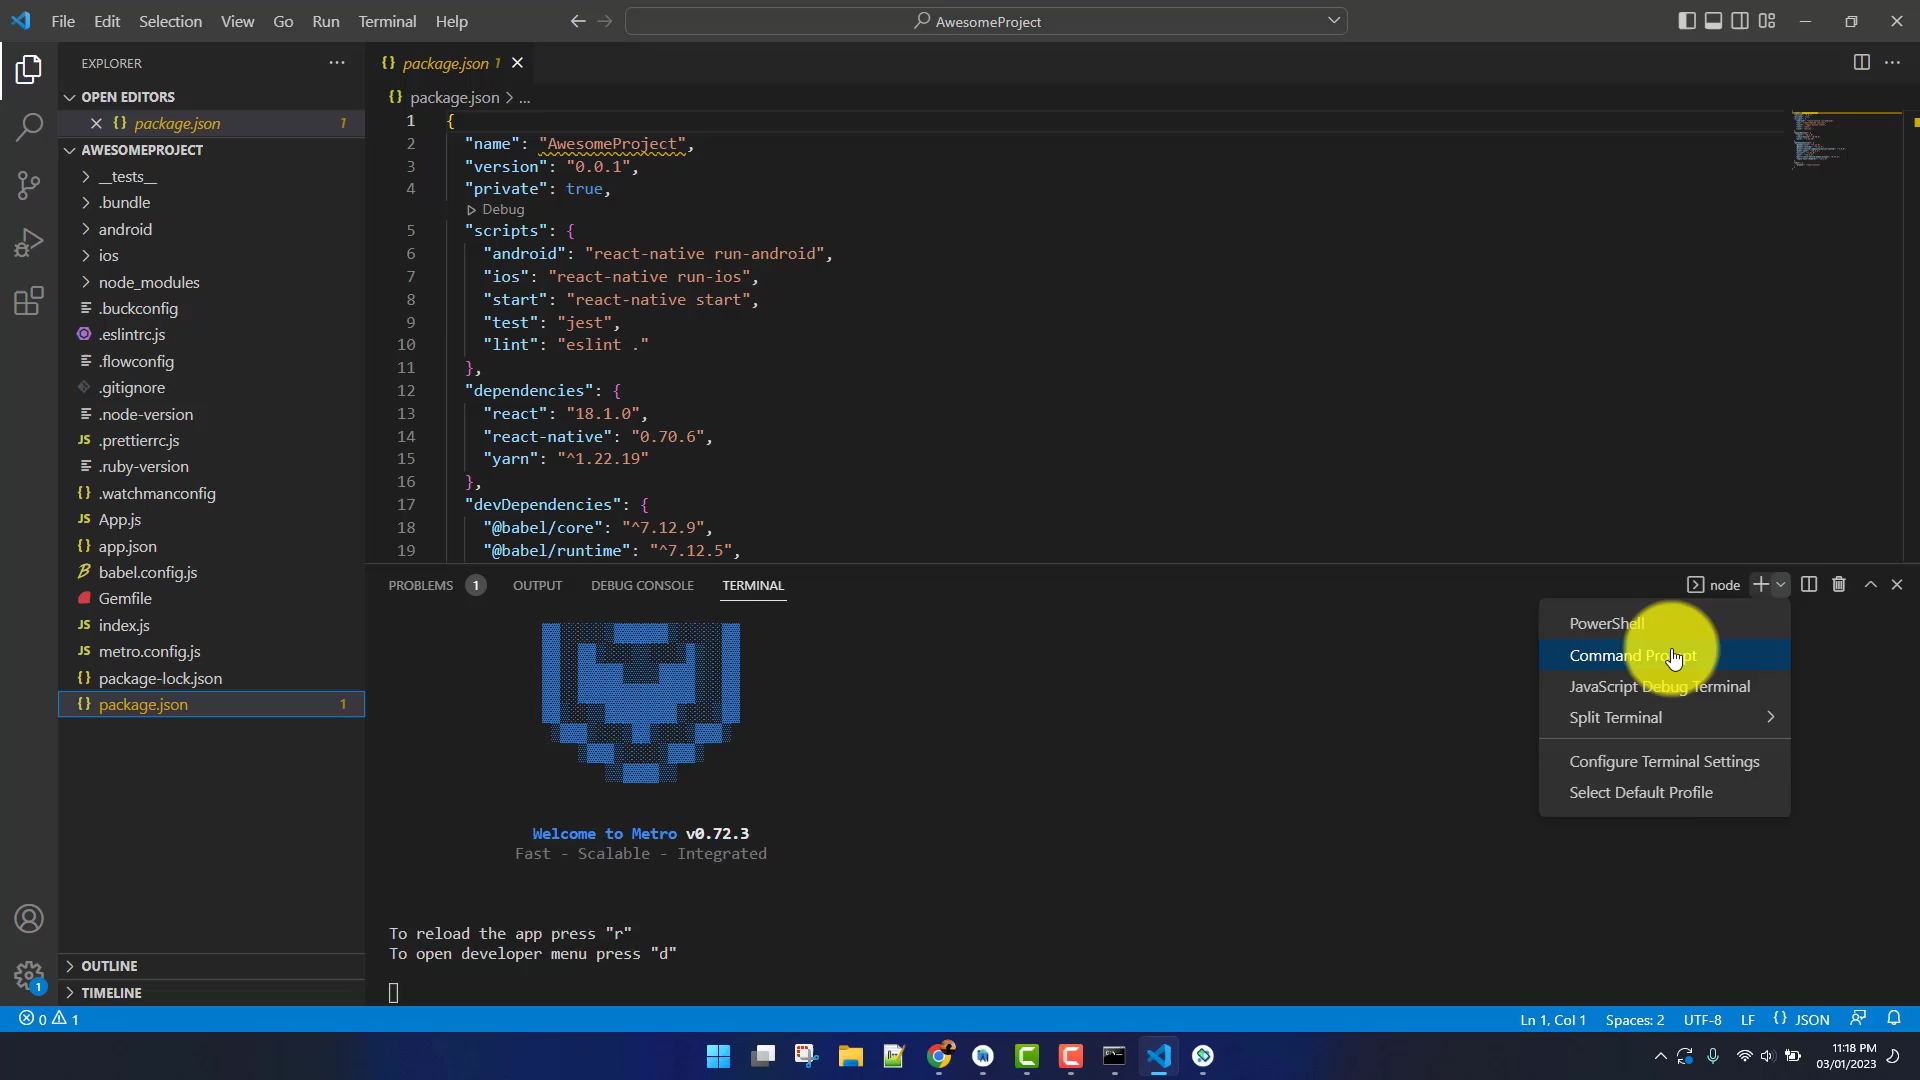 File Edit Selection View Go Run Terminal Help
AwesomeProject
EXPLORER
OPEN EDITORS
package.json 1
AWESOMEPROJECT
__tests__
.bundle
android
ios
node_modules
.buckconfig
.eslintrc.js
.flowconfig
.gitignore
.node-version
.prettierrc.js
.ruby-version
.watchmanconfig
App.js
app.json
babel.config.js
Gemfile
index.js
metro.config.js
package-lock.json
package.json 1
OUTLINE
TIMELINE
package.json 1
package.json > ...
1 {
2 "name": "AwesomeProject",
3 "version": "0.0.1",
4 "private": true,
Debug
5 "scripts": {
6 "android": "react-native run-android",
7 "ios": "react-native run-ios",
8 "start": "react-native start",
9 "test": "jest",
10 "lint": "eslint ."
11 },
12 "dependencies": {
13 "react": "18.1.0",
14 "react-native": "0.70.6",
15 "yarn": "^1.22.19"
16 },
17 "devDependencies": {
18 "@babel/core": "^7.12.9",
19 "@babel/runtime": "^7.12.5",
PROBLEMS 1 OUTPUT DEBUG CONSOLE TERMINAL
node
PowerShell
Command Prompt
JavaScript Debug Terminal
Split Terminal
Configure Terminal Settings
Select Default Profile
Welcome to Metro v0.72.3
Fast - Scalable - Integrated
To reload the app press "r"
To open developer menu press "d"
1
0 1
Ln 1, Col 1 Spaces: 2 UTF-8 LF {} JSON
11:18 PM
03/01/2023